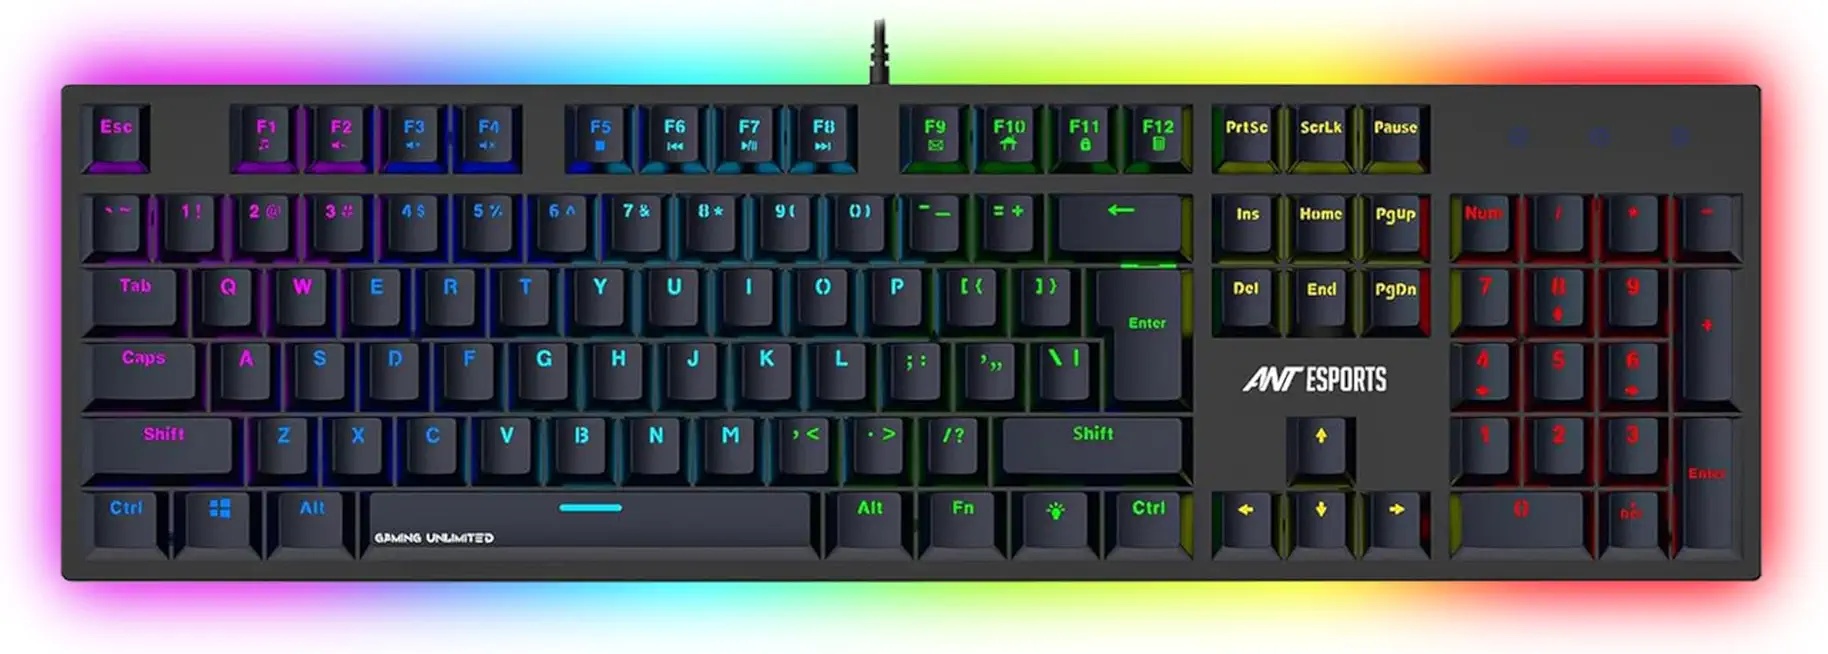 Esc F1 F2 F3 F4 F5 F6 F7 F8 F9 F10 F11 F12 PrtSc ScrLk Pause
` ~ 1 ! 2 @ 3 # 4 $ 5 % 6 ^ 7 & 8 * 9 ( 0 ) - _ = + ← Ins Home PgUp Num / * -
Tab Q W E R T Y U I O P [ { ] } Enter Del End PgDn 7 8 9 +
Caps A S D F G H J K L ; : ' „ \ | ANT ESPORTS 4 5 6
Shift Z X C V B N M , < . > / ? Shift ↑ 1 2 3 Enter
Ctrl Alt Alt Fn Ctrl ← ↓ → 0
GAMING UNLIMITED